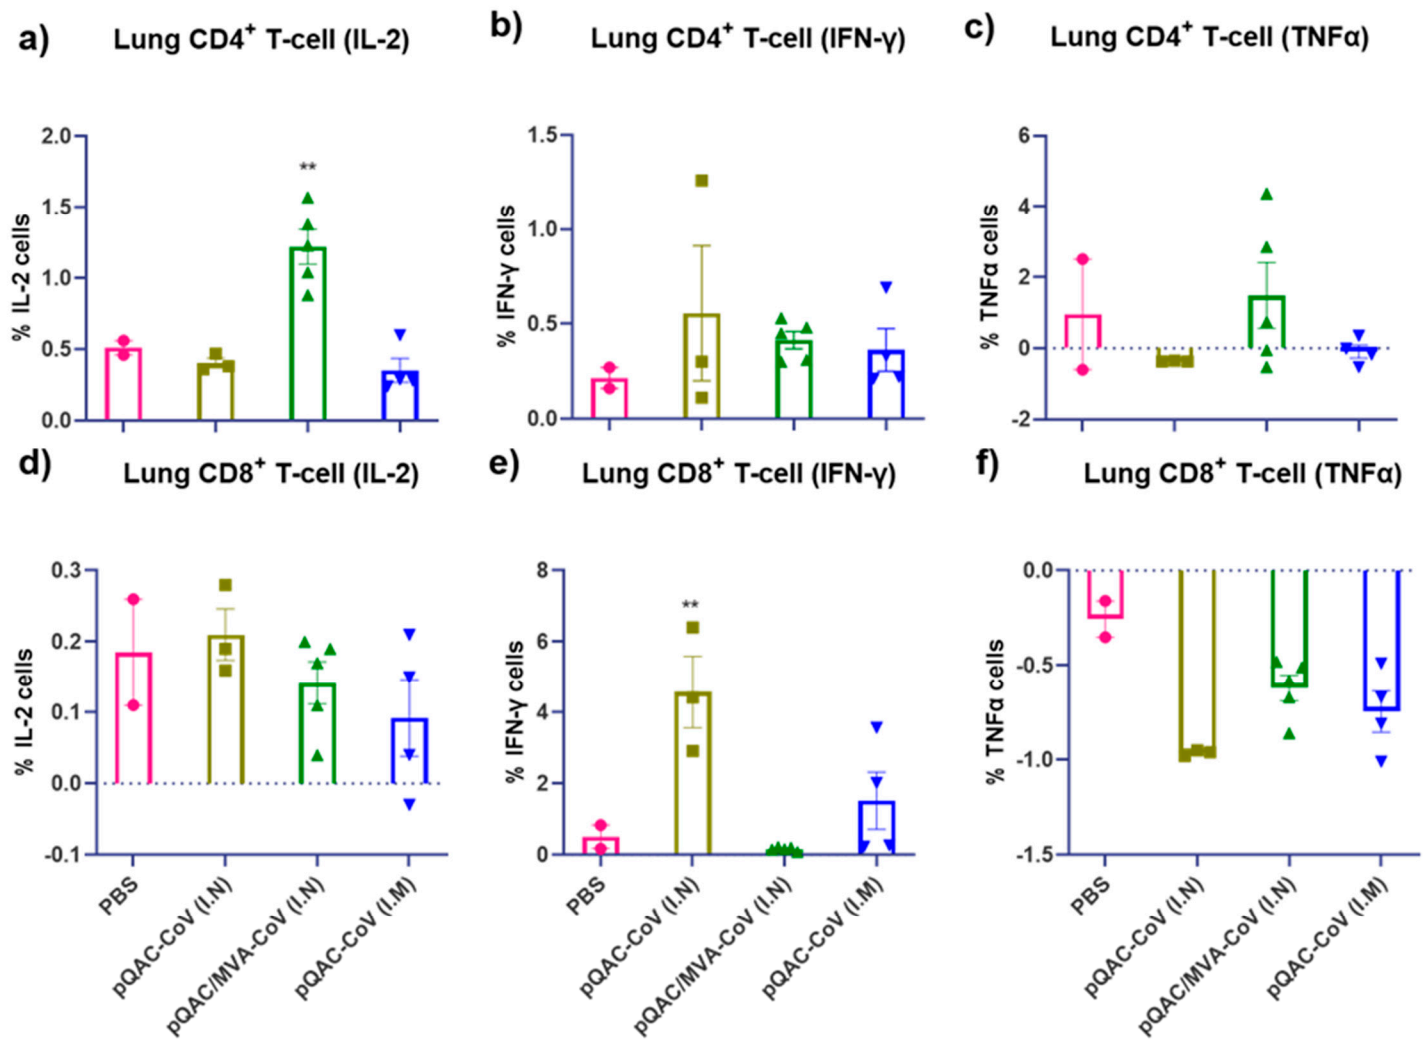 a)
Lung CD4⁺ T-cell (IL-2)
% IL-2 cells
2.0
1.5
1.0
0.5
0.0
**
b)
Lung CD4⁺ T-cell (IFN-γ)
% IFN-γ cells
1.5
1.0
0.5
0.0
c)
Lung CD4⁺ T-cell (TNFα)
% TNFα cells
6
4
2
0
-2
d)
Lung CD8⁺ T-cell (IL-2)
% IL-2 cells
0.3
0.2
0.1
0.0
-0.1
PBS
pQAC-CoV (I.N)
pQAC/MVA-CoV (I.N)
pQAC-CoV (I.M)
e)
Lung CD8⁺ T-cell (IFN-γ)
% IFN-γ cells
8
6
4
2
0
**
PBS
pQAC-CoV (I.N)
pQAC/MVA-CoV (I.N)
pQAC-CoV (I.M)
f)
Lung CD8⁺ T-cell (TNFα)
% TNFα cells
0.0
-0.5
-1.0
-1.5
PBS
pQAC-CoV (I.N)
pQAC/MVA-CoV (I.N)
pQAC-CoV (I.M)